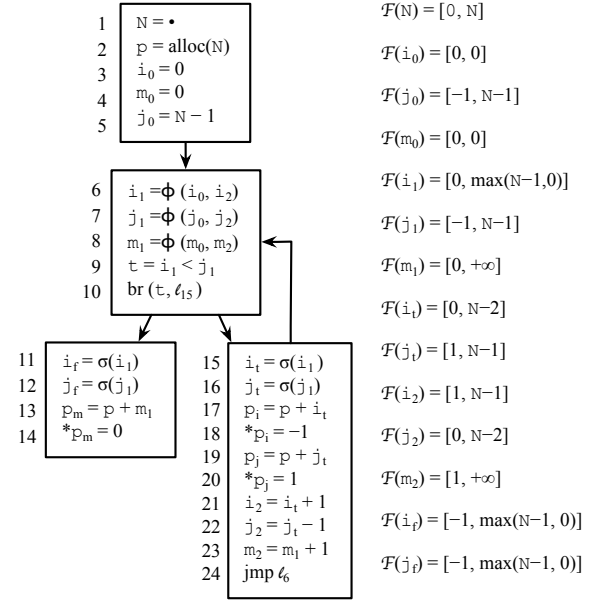 1 N = •
2 p = alloc(N)
3 i₀ = 0
4 m₀ = 0
5 j₀ = N − 1
6 i₁ =ϕ (i₀, i₂)
7 j₁ =ϕ (j₀, j₂)
8 m₁ =ϕ (m₀, m₂)
9 t = i₁ < j₁
10 br (t, ℓ₁₅)
11 i_f = σ(i₁)
12 j_f = σ(j₁)
13 p_m = p + m₁
14 *p_m = 0
15 i_t = σ(i₁)
16 j_t = σ(j₁)
17 p_i = p + i_t
18 *p_i = −1
19 p_j = p + j_t
20 *p_j = 1
21 i₂ = i_t + 1
22 j₂ = j_t − 1
23 m₂ = m₁ + 1
24 jmp ℓ₆
ℱ(N) = [0, N]
ℱ(i₀) = [0, 0]
ℱ(j₀) = [−1, N−1]
ℱ(m₀) = [0, 0]
ℱ(i₁) = [0, max(N−1,0)]
ℱ(j₁) = [−1, N−1]
ℱ(m₁) = [0, +∞]
ℱ(i_t) = [0, N−2]
ℱ(j_t) = [1, N−1]
ℱ(i₂) = [1, N−1]
ℱ(j₂) = [0, N−2]
ℱ(m₂) = [1, +∞]
ℱ(i_f) = [−1, max(N−1, 0)]
ℱ(j_f) = [−1, max(N−1, 0)]